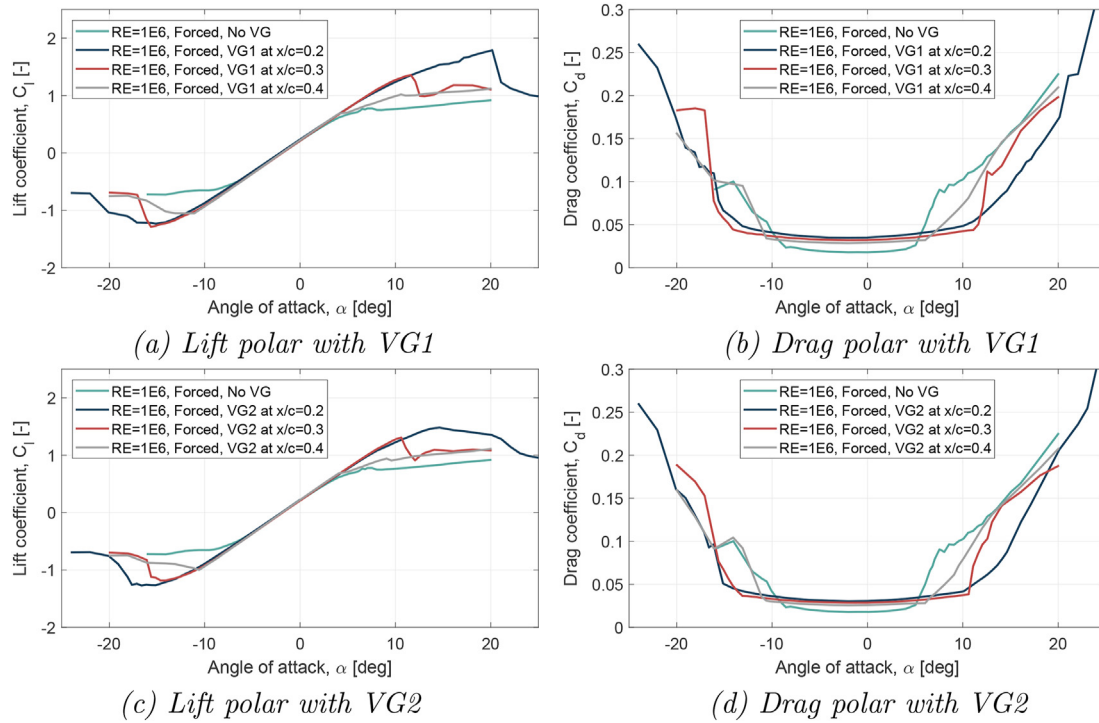 RE=1E6, Forced, No VG
RE=1E6, Forced, VG1 at x/c=0.2
RE=1E6, Forced, VG1 at x/c=0.3
RE=1E6, Forced, VG1 at x/c=0.4
Lift coefficient, C_l [-]
2
1
0
-1
-2
-20 -10 0 10 20
Angle of attack, α [deg]
(a) Lift polar with VG1
RE=1E6, Forced, No VG
RE=1E6, Forced, VG1 at x/c=0.2
RE=1E6, Forced, VG1 at x/c=0.3
RE=1E6, Forced, VG1 at x/c=0.4
Drag coefficient, C_d [-]
0.3
0.25
0.2
0.15
0.1
0.05
0
-20 -10 0 10 20
Angle of attack, α [deg]
(b) Drag polar with VG1
RE=1E6, Forced, No VG
RE=1E6, Forced, VG2 at x/c=0.2
RE=1E6, Forced, VG2 at x/c=0.3
RE=1E6, Forced, VG2 at x/c=0.4
Lift coefficient, C_l [-]
2
1
0
-1
-2
-20 -10 0 10 20
Angle of attack, α [deg]
(c) Lift polar with VG2
RE=1E6, Forced, No VG
RE=1E6, Forced, VG2 at x/c=0.2
RE=1E6, Forced, VG2 at x/c=0.3
RE=1E6, Forced, VG2 at x/c=0.4
Drag coefficient, C_d [-]
0.3
0.25
0.2
0.15
0.1
0.05
0
-20 -10 0 10 20
Angle of attack, α [deg]
(d) Drag polar with VG2